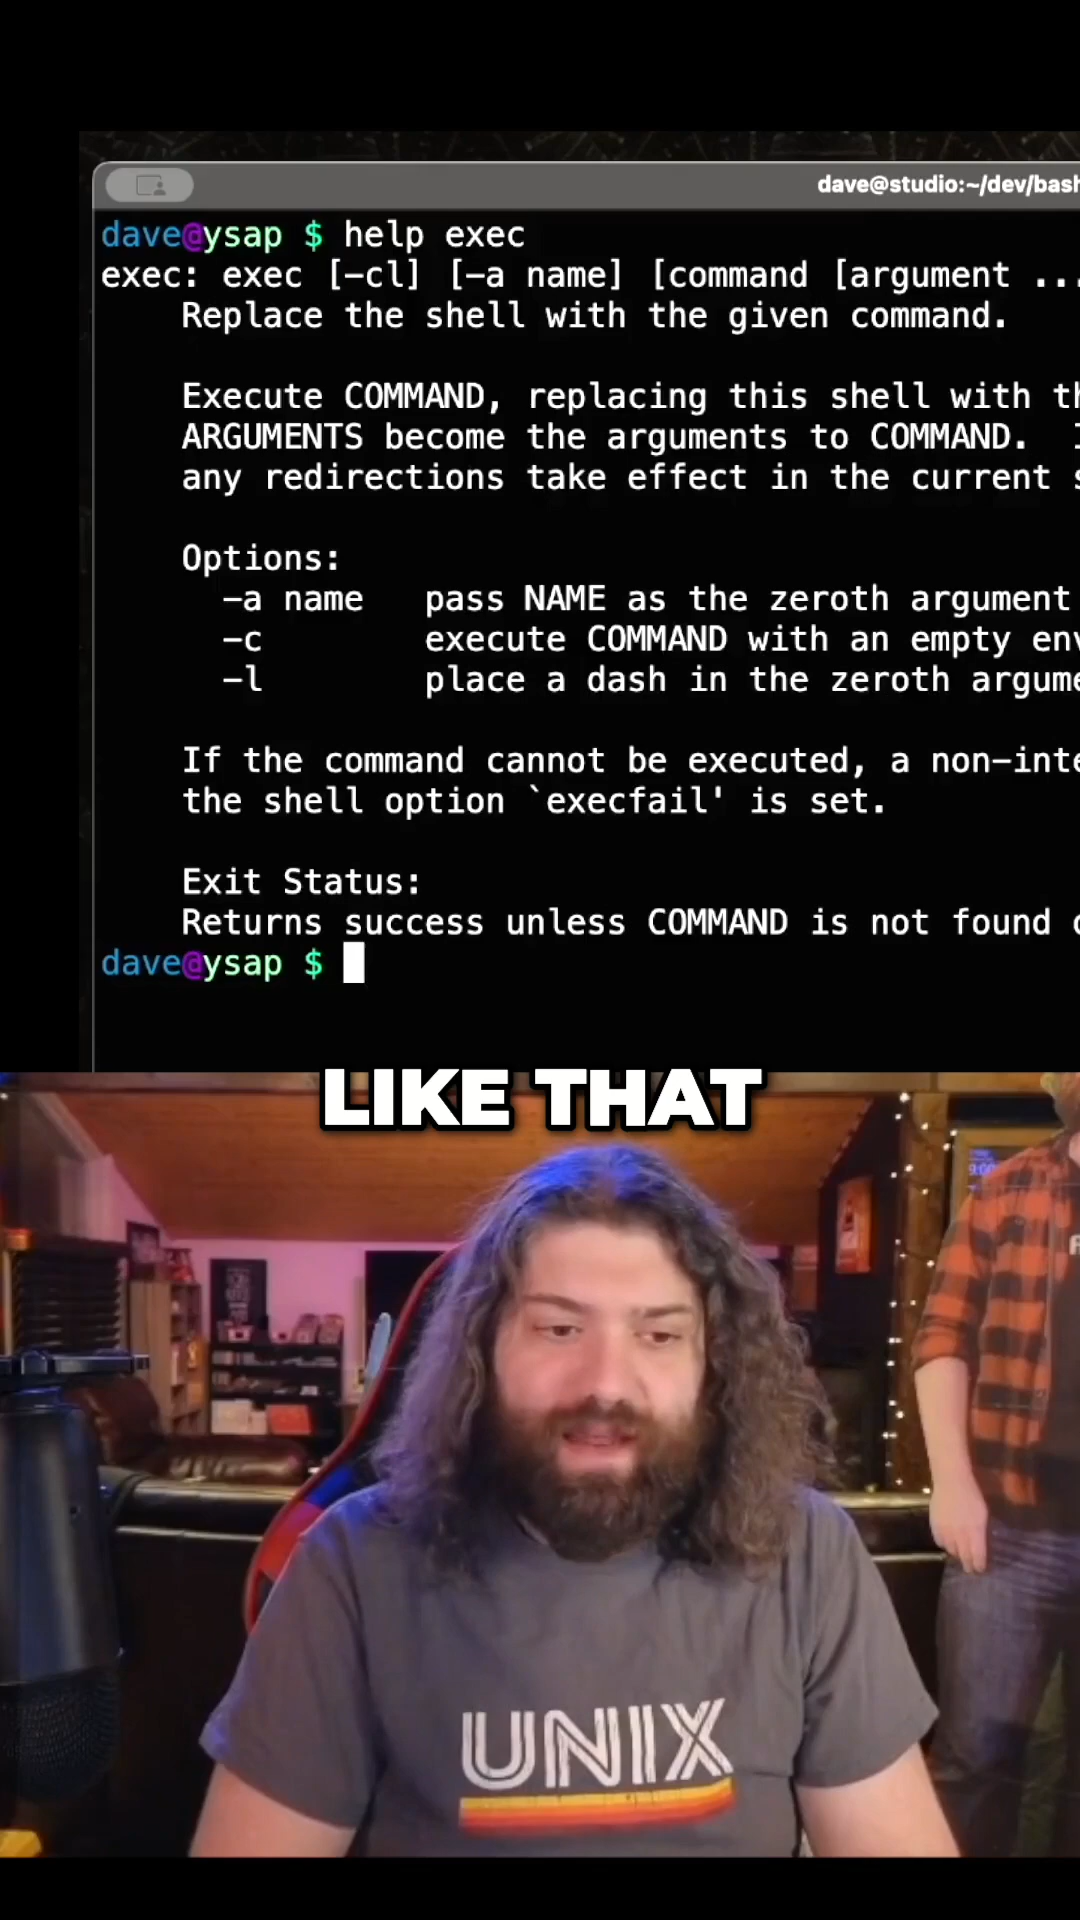 dave@studio:~/dev/bash
dave@ysap $ help exec
exec: exec [-cl] [-a name] [command [argument ...
Replace the shell with the given command.
Execute COMMAND, replacing this shell with th
ARGUMENTS become the arguments to COMMAND.
any redirections take effect in the current s
Options:
-a name pass NAME as the zeroth argument
-c execute COMMAND with an empty env
-l place a dash in the zeroth argume
If the command cannot be executed, a non-inte
the shell option `execfail' is set.
Exit Status:
Returns success unless COMMAND is not found
dave@ysap $
LIKE THAT
9:00
UNIX